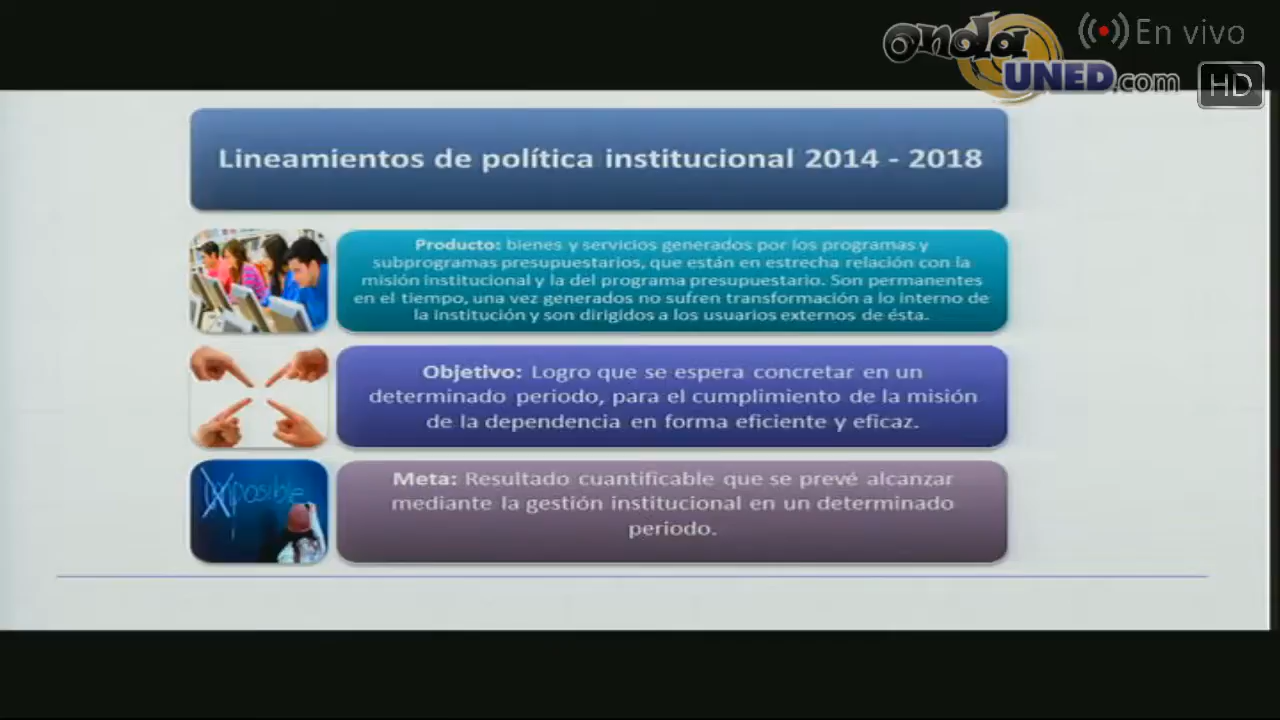 onda
UNED.com
En vivo
HD
Lineamientos de política institucional 2014 - 2018
Producto: bienes y servicios generados por los programas y
subprogramas presupuestarios, que están en estrecha relación con la
misión institucional y la del programa presupuestario. Son permanentes
en el tiempo, una vez generados no sufren transformación a lo interno de
la institución y son dirigidos a los usuarios externos de ésta.
Objetivo: Logro que se espera concretar en un
determinado periodo, para el cumplimiento de la misión
de la dependencia en forma eficiente y eficaz.
Meta: Resultado cuantificable que se prevé alcanzar
mediante la gestión institucional en un determinado
periodo.
Imposible